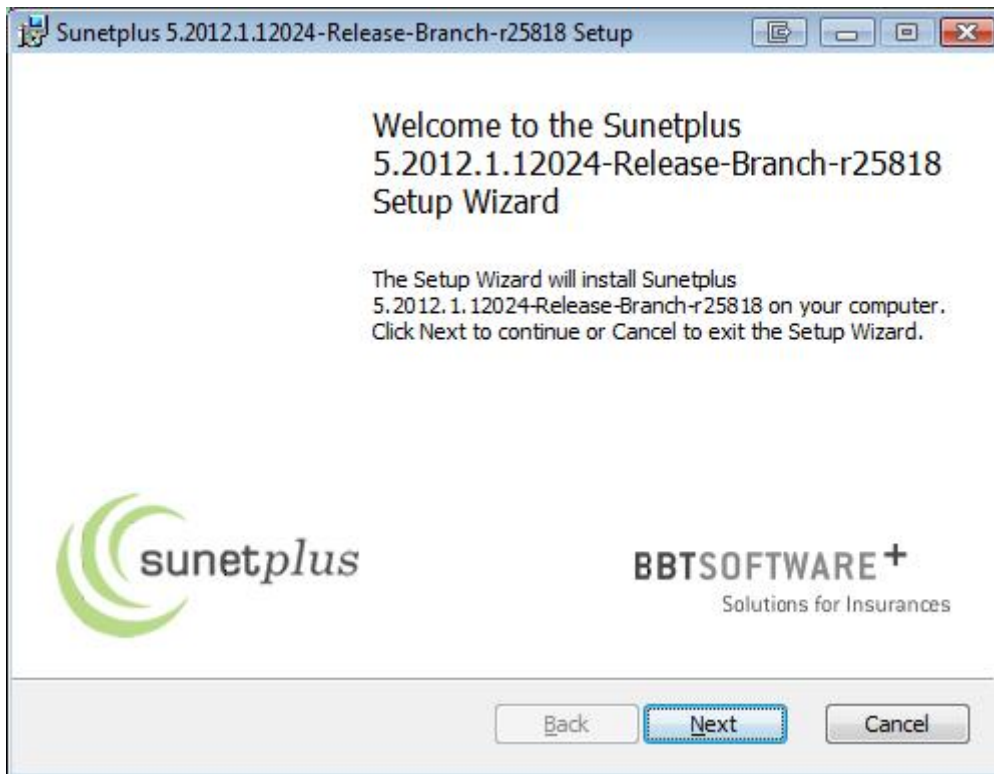 Sunetplus 5.2012.1.12024-Release-Branch-r25818 Setup
Welcome to the Sunetplus
5.2012.1.12024-Release-Branch-r25818
Setup Wizard
The Setup Wizard will install Sunetplus
5.2012.1.12024-Release-Branch-r25818 on your computer.
Click Next to continue or Cancel to exit the Setup Wizard.
sunetplus
BBTSOFTWARE+
Solutions for Insurances
Back
Next
Cancel